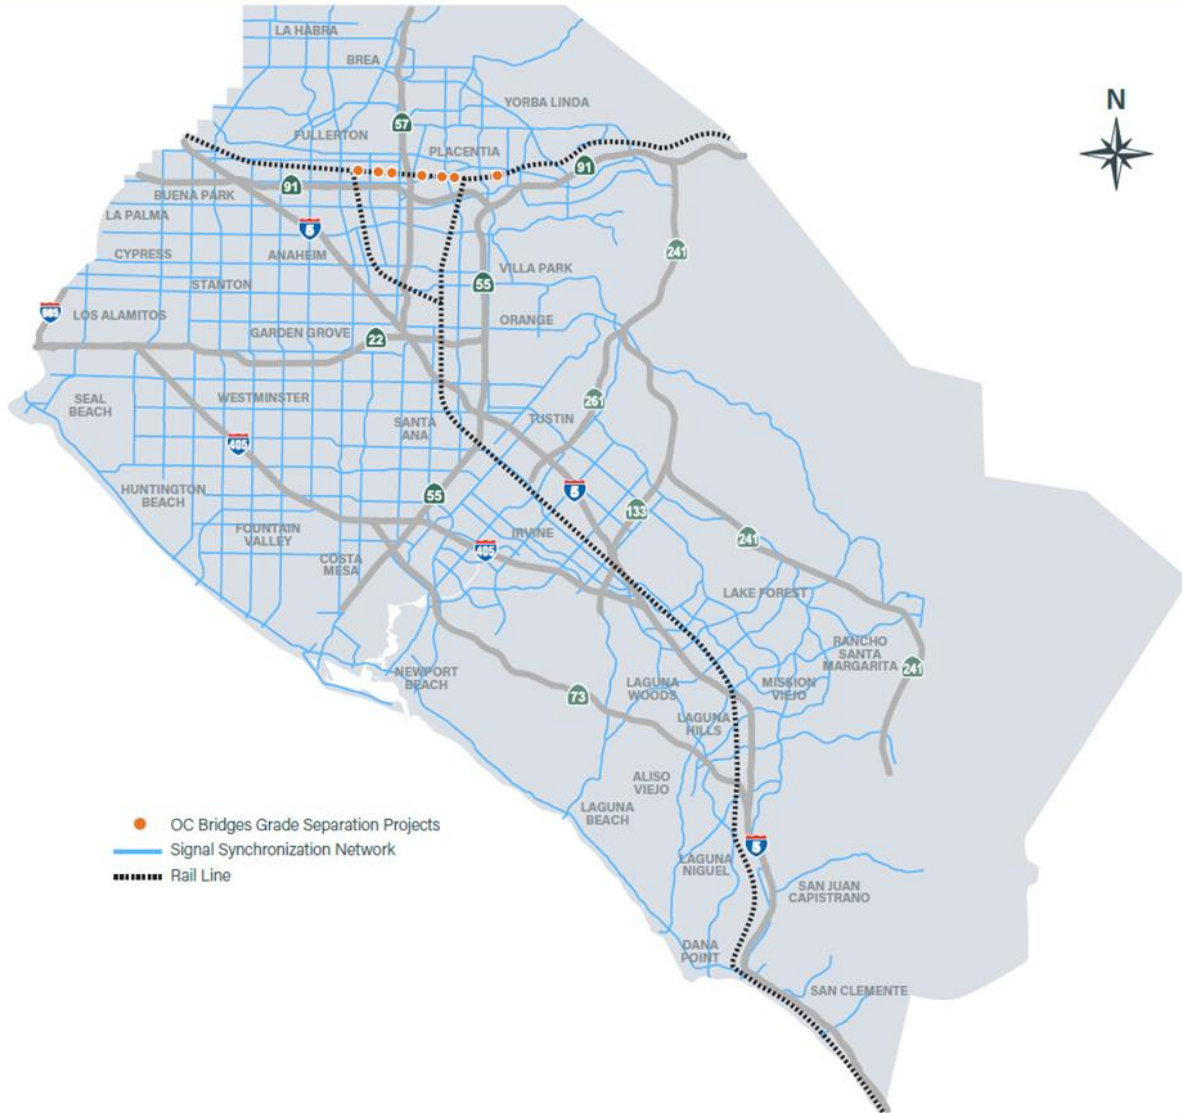 LA HABRA
BREA
N
YORBA LINDA
57
FULLERTON
PLACENTIA
91
91
BUENA PARK
LA PALMA
5
CYPRESS
ANAHEIM
241
VILLA PARK
STANTON
55
605
LOS ALAMITOS
ORANGE
GARDEN GROVE
22
SEAL
BEACH
WESTMINSTER
261
SANTA
ANA
TUSTIN
405
HUNTINGTON
BEACH
55
5
133
FOUNTAIN
VALLEY
IRVINE
241
COSTA
MESA
405
LAKE FOREST
RANCHO
SANTA
MARGARITA
241
NEWPORT
BEACH
LAGUNA
WOODS
MISSION
VIEJO
73
LAGUNA
HILLS
ALISO
VIEJO
LAGUNA
BEACH
OC Bridges Grade Separation Projects
Signal Synchronization Network
Rail Line
5
LAGUNA
NIGUEL
SAN JUAN
CAPISTRANO
DANA
POINT
SAN CLEMENTE